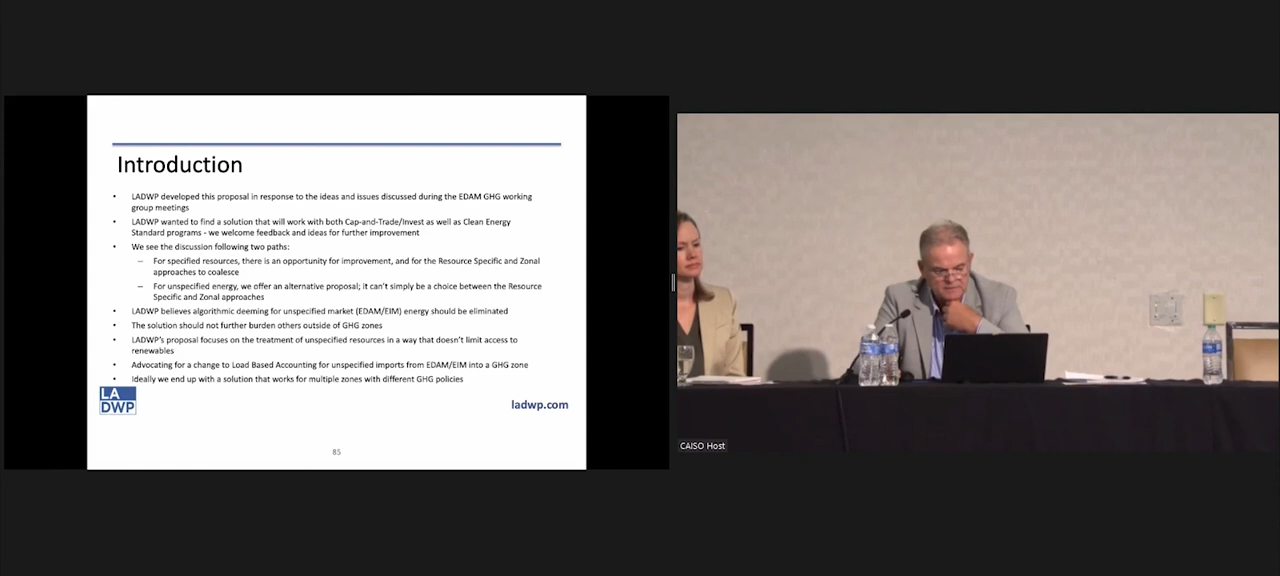 Introduction
• LADWP developed this proposal in response to the ideas and issues discussed during the EDAM GHG working
group meetings
• LADWP wanted to find a solution that will work with both Cap-and-Trade/Invest as well as Clean Energy
Standard programs - we welcome feedback and ideas for further improvement
• We see the discussion following two paths:
– For specified resources, there is an opportunity for improvement, and for the Resource Specific and Zonal
approaches to coalesce
– For unspecified energy, we offer an alternative proposal; it can't simply be a choice between the Resource
Specific and Zonal approaches
• LADWP believes algorithmic deeming for unspecified market (EDAM/EIM) energy should be eliminated
• The solution should not further burden others outside of GHG zones
• LADWP's proposal focuses on the treatment of unspecified resources in a way that doesn't limit access to
renewables
• Advocating for a change to Load Based Accounting for unspecified imports from EDAM/EIM into a GHG zone
• Ideally we end up with a solution that works for multiple zones with different GHG policies
LA
DWP
ladwp.com
85
CAISO Host